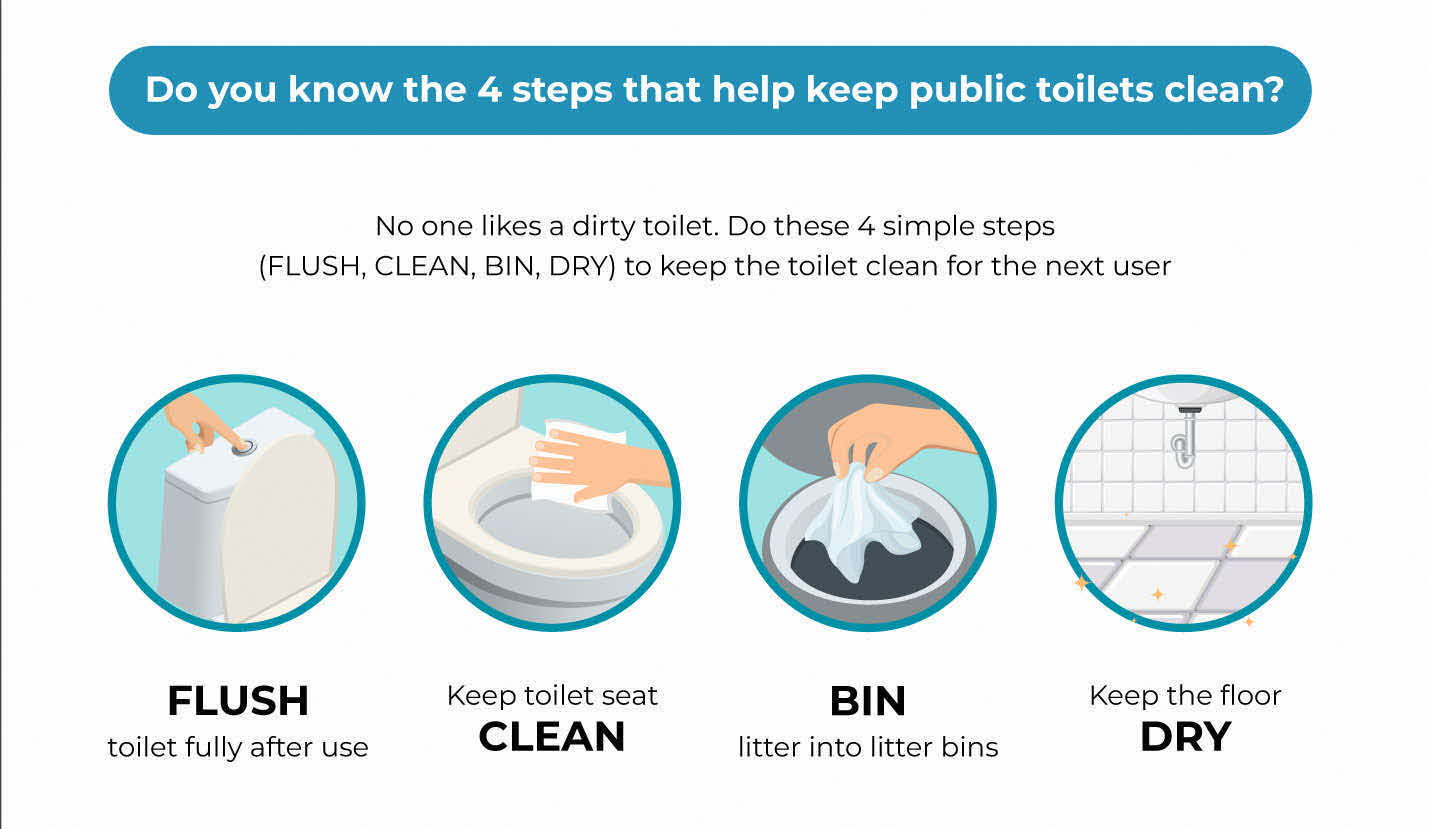 Do you know the 4 steps that help keep public toilets clean?
No one likes a dirty toilet. Do these 4 simple steps
(FLUSH, CLEAN, BIN, DRY) to keep the toilet clean for the next user
FLUSH
toilet fully after use
Keep toilet seat
CLEAN
BIN
litter into litter bins
Keep the floor
DRY